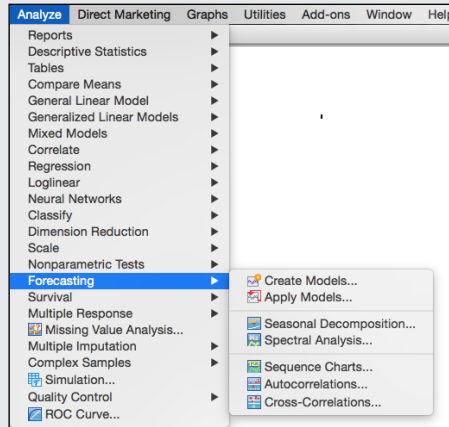 Analyze Direct Marketing Graphs Utilities Add-ons Window Help
Reports
Descriptive Statistics
Tables
Compare Means
General Linear Model
Generalized Linear Models
Mixed Models
Correlate
Regression
Loglinear
Neural Networks
Classify
Dimension Reduction
Scale
Nonparametric Tests
Forecasting
Survival
Multiple Response
Missing Value Analysis...
Multiple Imputation
Complex Samples
Simulation...
Quality Control
ROC Curve...
Create Models...
Apply Models...
Seasonal Decomposition...
Spectral Analysis...
Sequence Charts...
Autocorrelations...
Cross-Correlations...